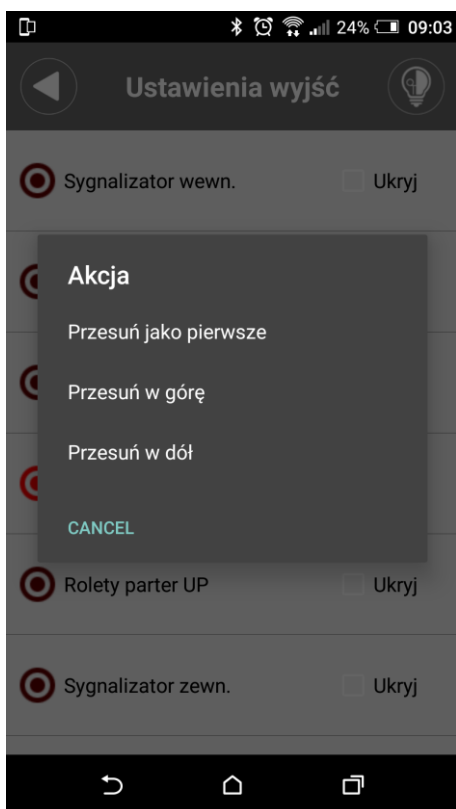 24% 09:03
Ustawienia wyjść
Sygnalizator wewn. Ukryj
Akcja
Przesuń jako pierwsze
Przesuń w górę
Przesuń w dół
CANCEL
Rolety parter UP Ukryj
Sygnalizator zewn. Ukryj